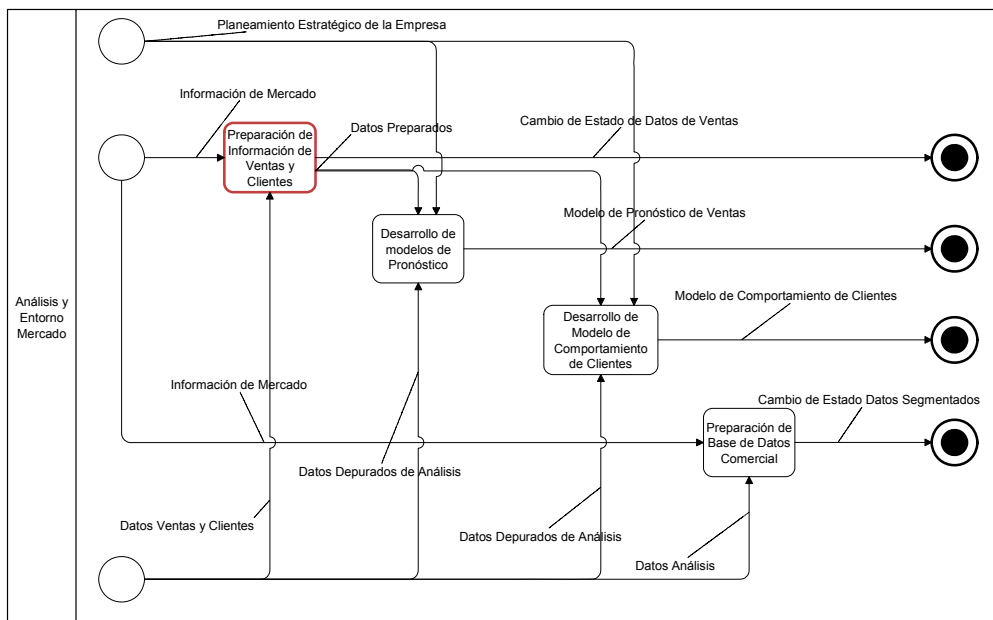 Planeamiento Estratégico de la Empresa
Información de Mercado
Preparación de
Información de
Ventas y
Clientes
Datos Preparados
Cambio de Estado de Datos de Ventas
Desarrollo de
modelos de
Pronóstico
Modelo de Pronóstico de Ventas
Análisis y
Entorno
Mercado
Desarrollo de
Modelo de
Comportamiento
de Clientes
Modelo de Comportamiento de Clientes
Información de Mercado
Preparación de
Base de Datos
Comercial
Cambio de Estado Datos Segmentados
Datos Depurados de Análisis
Datos Ventas y Clientes
Datos Depurados de Análisis
Datos Análisis